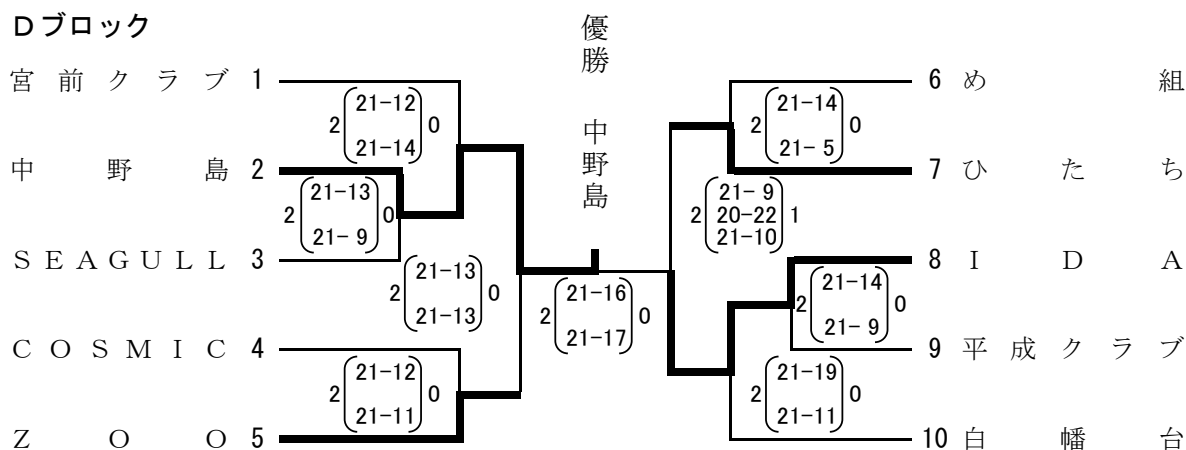 Dブロック
優勝 中野島
宮前クラブ 1
2 21-12 0
21-14
中野島 2
2 21-13 0
21- 9
SEAGULL 3
2 21-13 0
21-13
COSMIC 4
2 21-12 0
21-11
ZOO 5
2 21-16 0
21-17
6 め組
2 21-14 0
21- 5
7 ひたち
21- 9
2 20-22 1
21-10
8 IDA
2 21-14 0
21- 9
9 平成クラブ
2 21-19 0
21-11
10 白幡台